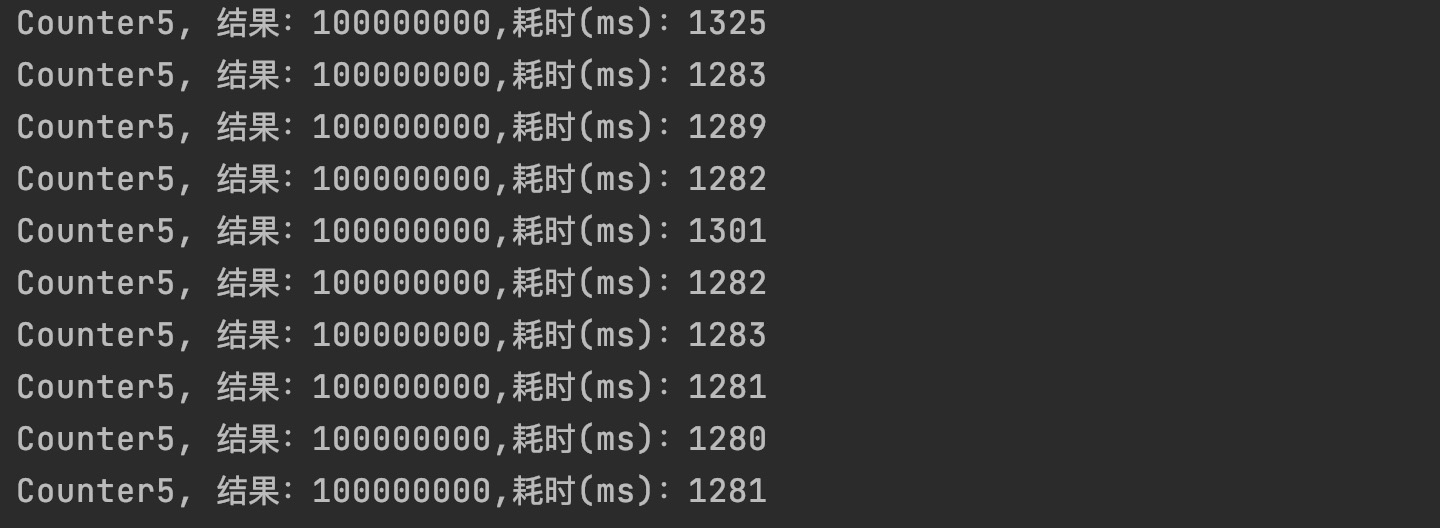 Counter5, 结果：100000000,耗时(ms)：1325
Counter5, 结果：100000000,耗时(ms)：1283
Counter5, 结果：100000000,耗时(ms)：1289
Counter5, 结果：100000000,耗时(ms)：1282
Counter5, 结果：100000000,耗时(ms)：1301
Counter5, 结果：100000000,耗时(ms)：1282
Counter5, 结果：100000000,耗时(ms)：1283
Counter5, 结果：100000000,耗时(ms)：1281
Counter5, 结果：100000000,耗时(ms)：1280
Counter5, 结果：100000000,耗时(ms)：1281